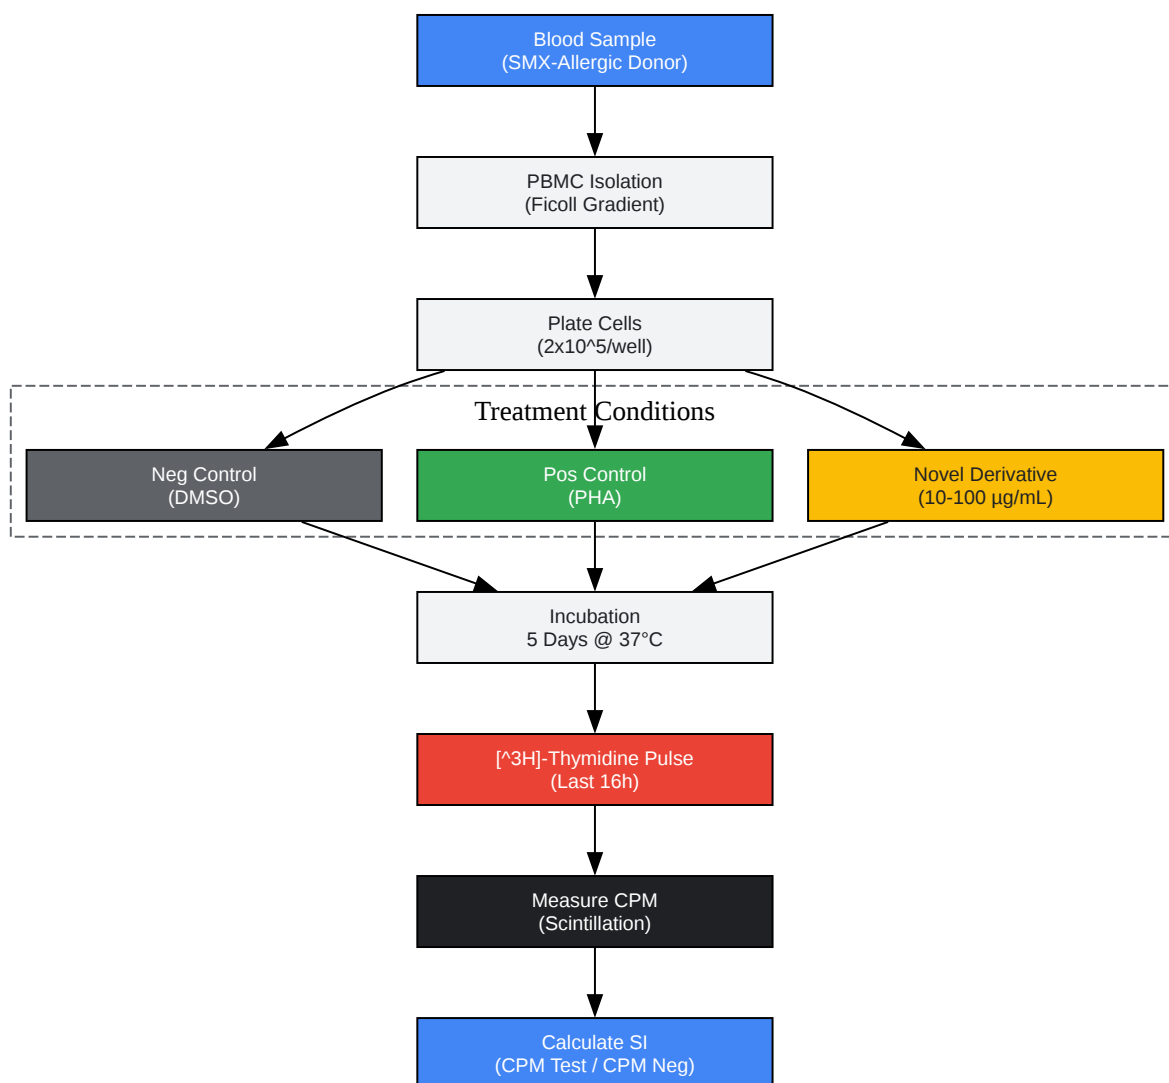 Blood Sample
(SMX-Allergic Donor)
PBMC Isolation
(Ficoll Gradient)
Plate Cells
(2x10^5/well)
Treatment Conditions
Neg Control
(DMSO)
Pos Control
(PHA)
Novel Derivative
(10-100 µg/mL)
Incubation
5 Days @ 37°C
[^3H]-Thymidine Pulse
(Last 16h)
Measure CPM
(Scintillation)
Calculate SI
(CPM Test / CPM Neg)